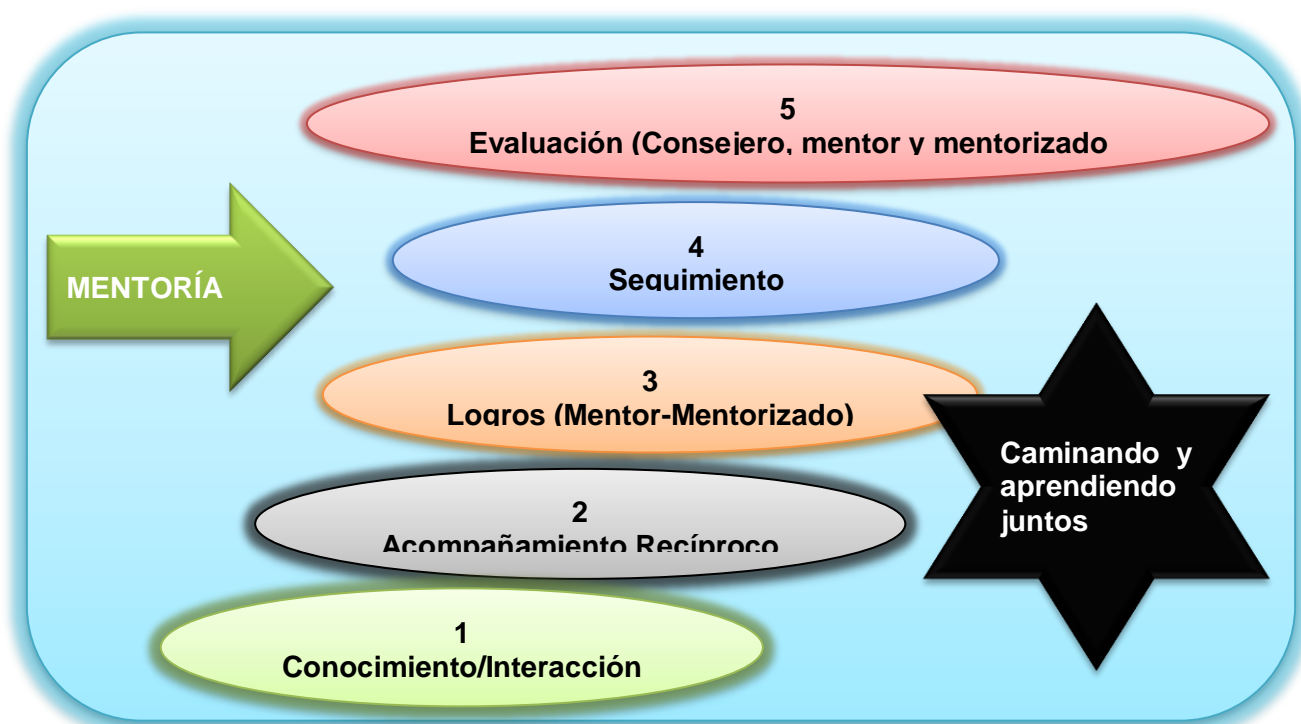 5
Evaluación (Consejero, mentor y mentorizado
4
Seguimiento
MENTORÍA
3
Logros (Mentor-Mentorizado)
Caminando y
aprendiendo
juntos
2
Acompañamiento Recíproco
1
Conocimiento/Interacción